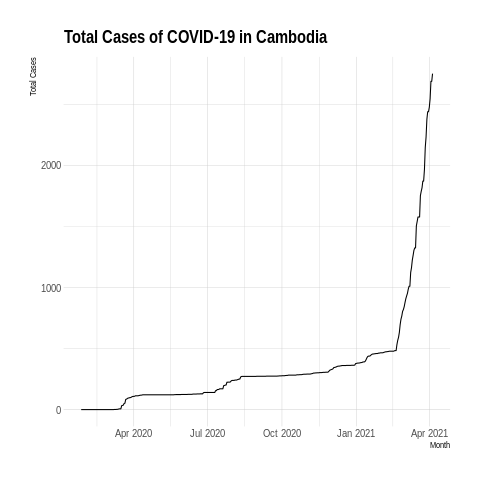 Total Cases of COVID-19 in Cambodia
Total Cases
2000
1000
0
Apr 2020 Jul 2020 Oct 2020 Jan 2021 Apr 2021
Month